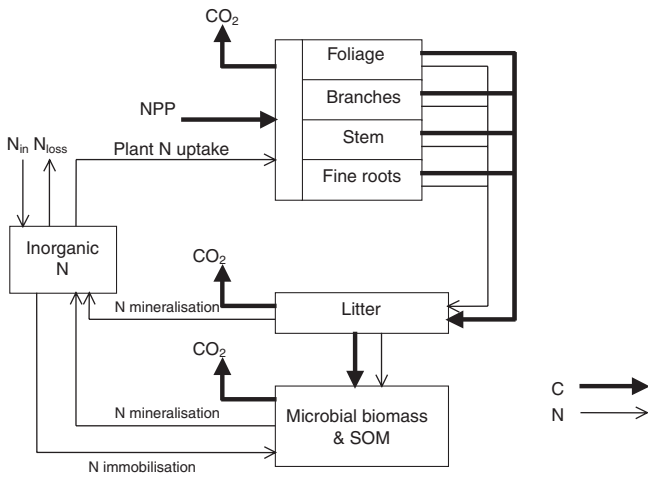 CO2
Foliage
Branches
NPP
Stem
Nin Nloss
Plant N uptake
Fine roots
Inorganic
N
CO2
N mineralisation
Litter
CO2
C
N mineralisation
Microbial biomass
& SOM
N
N immobilisation